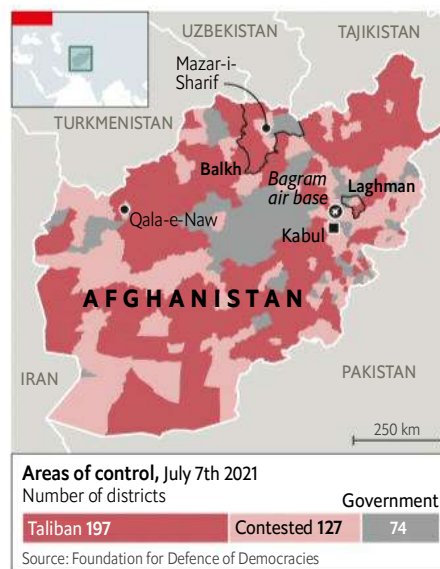 UZBEKISTAN
TAJIKISTAN
Mazar-i-
Sharif
TURKMENISTAN
Balkh
Bagram
air base
Laghman
Qala-e-Naw
Kabul
AFGHANISTAN
IRAN
PAKISTAN
250 km
Areas of control, July 7th 2021
Number of districts
Government
Taliban 197 Contested 127 74
Source: Foundation for Defence of Democracies